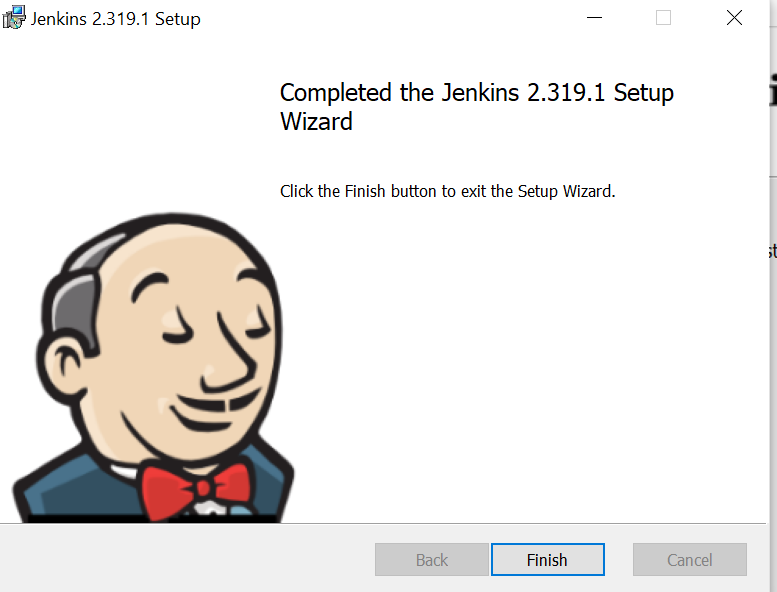 Jenkins 2.319.1 Setup
Completed the Jenkins 2.319.1 Setup
Wizard
Click the Finish button to exit the Setup Wizard.
Back
Finish
Cancel